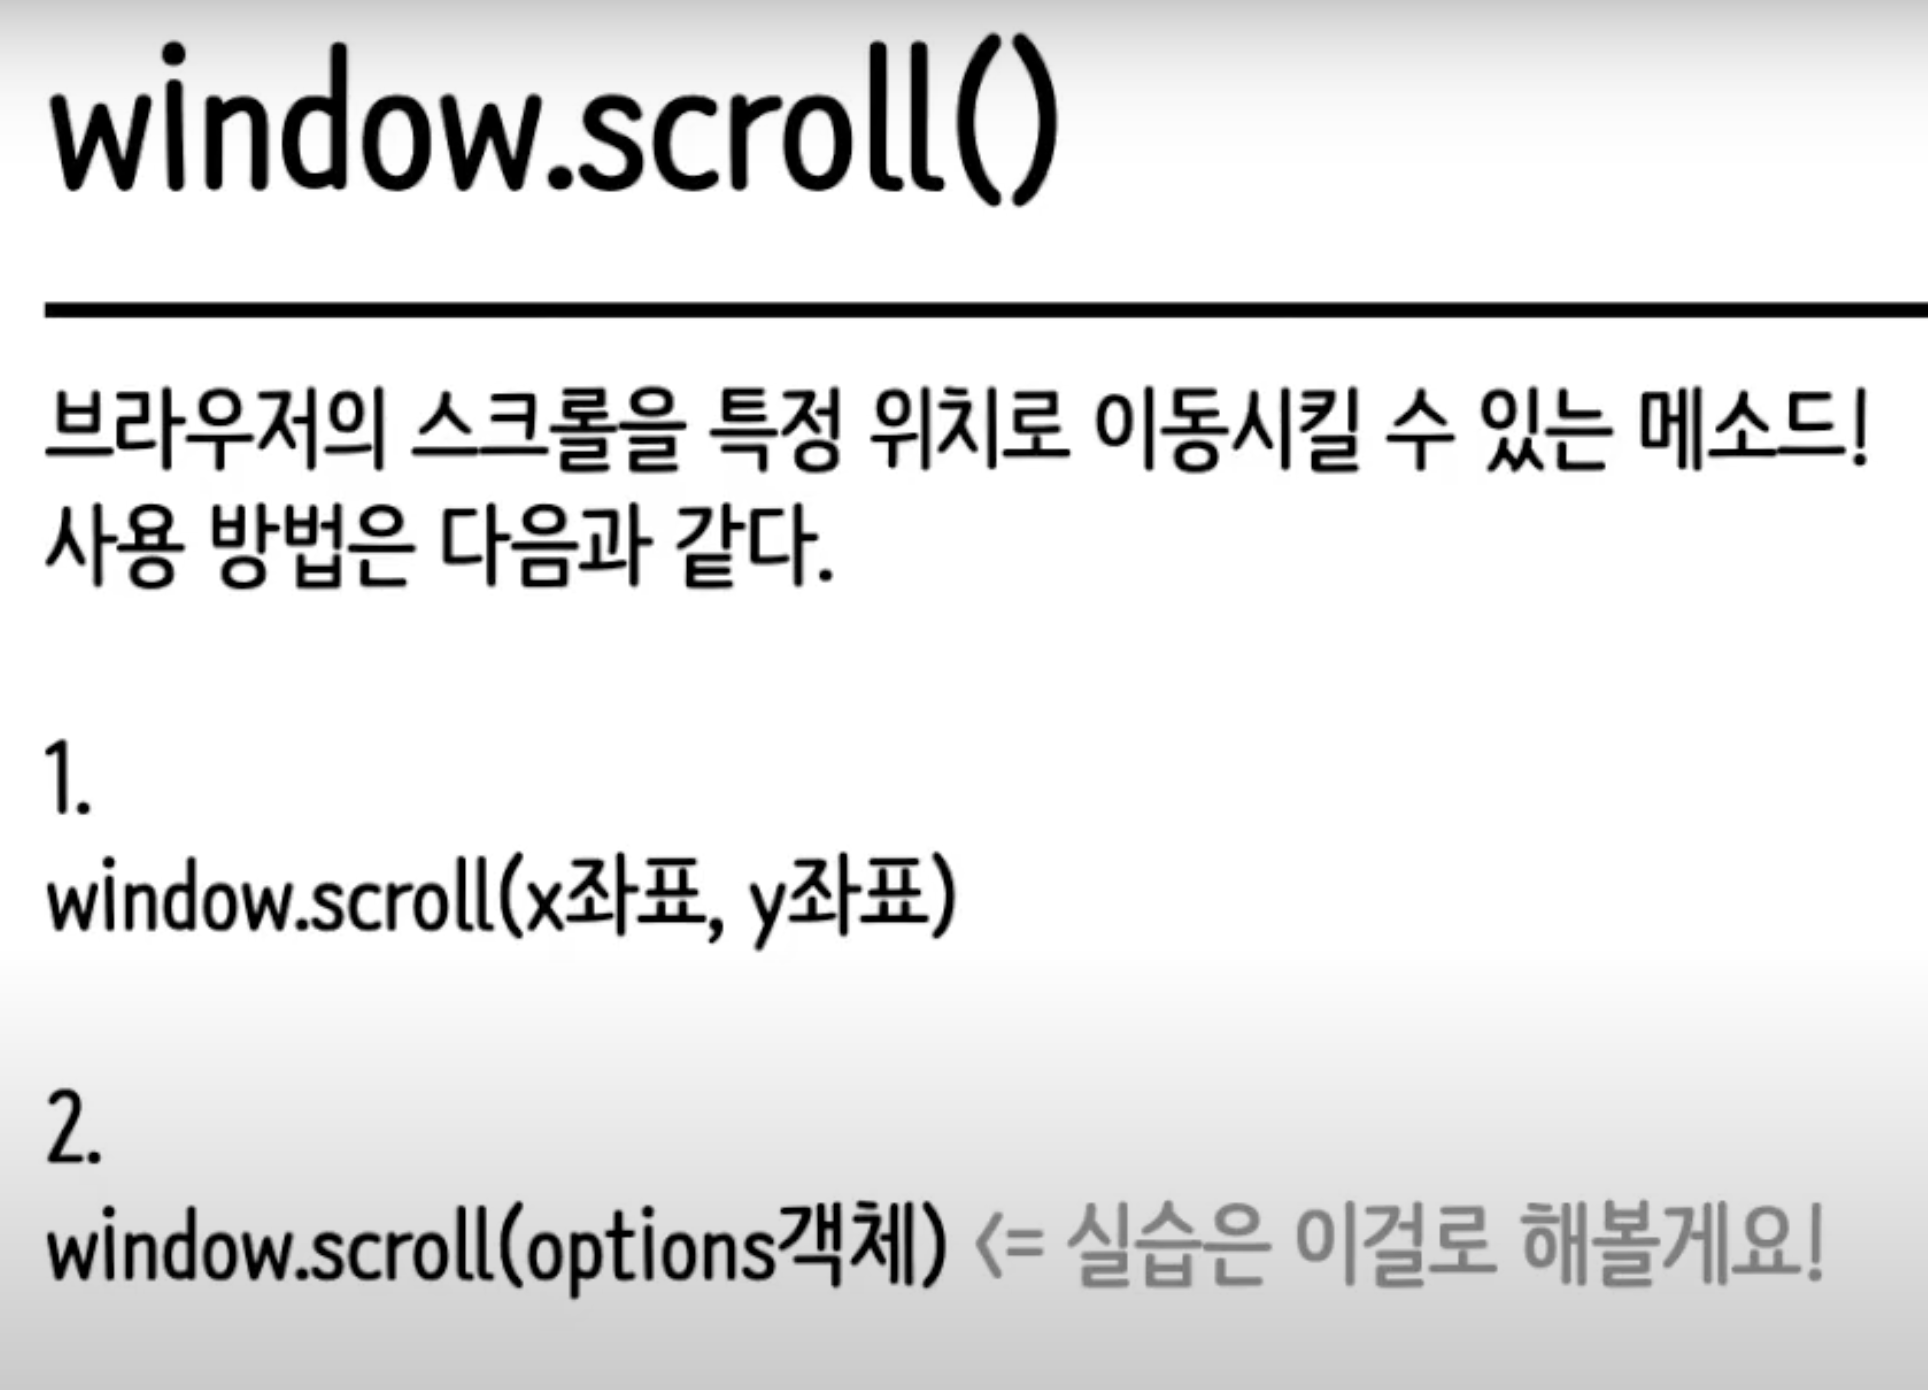 window.scroll()
브라우저의 스크롤을 특정 위치로 이동시킬 수 있는 메소드!
사용 방법은 다음과 같다.
1.
window.scroll(x좌표, y좌표)
2.
window.scroll(options객체) <= 실습은 이걸로 해볼게요!